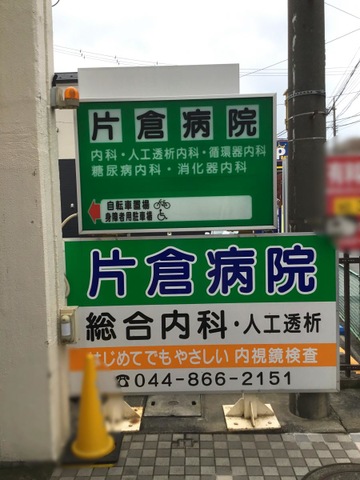 片倉病院
内科・人工透析内科・循環器内科
糖尿病内科・消化器内科
自転車置場
身障者用駐車場
片倉病院
総合内科・人工透析
はじめてでもやさしい 内視鏡検査
☎044-866-2151